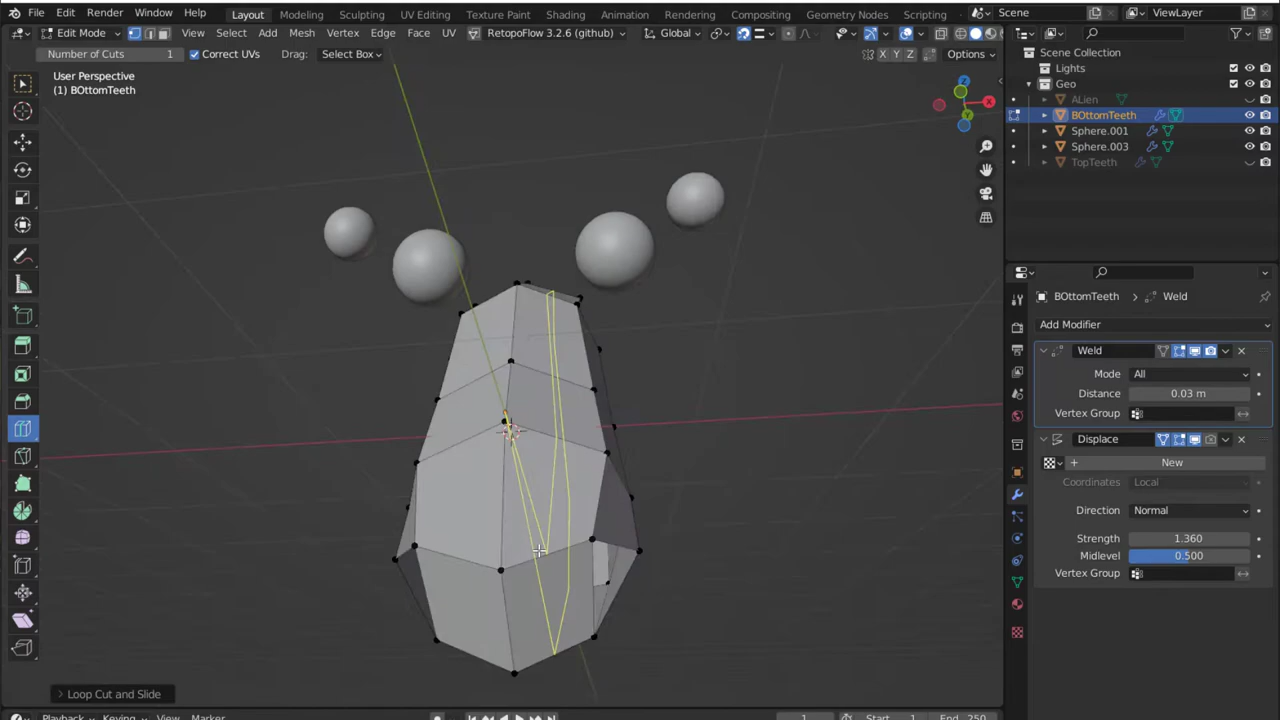 File Edit Render Window Help Layout Modeling Sculpting UV Editing Texture Paint Shading Animation Rendering Compositing Geometry Nodes Scripting Scene ViewLayer
Edit Mode View Select Add Mesh Vertex Edge Face UV RetopoFlow 3.2.6 (github) Global
Number of Cuts 1 Correct UVs Drag: Select Box X Y Z Options
User Perspective
(1) BOttomTeeth
Scene Collection
Lights
Geo
ALien
BOttomTeeth
Sphere.001
Sphere.003
TopTeeth
BOttomTeeth Weld
Add Modifier
Weld
Mode All
Distance 0.03 m
Vertex Group
Displace
New
Coordinates Local
Direction Normal
Strength 1.360
Midlevel 0.500
Vertex Group
Loop Cut and Slide
Playback Keying View Marker 1 Start 1 End 250